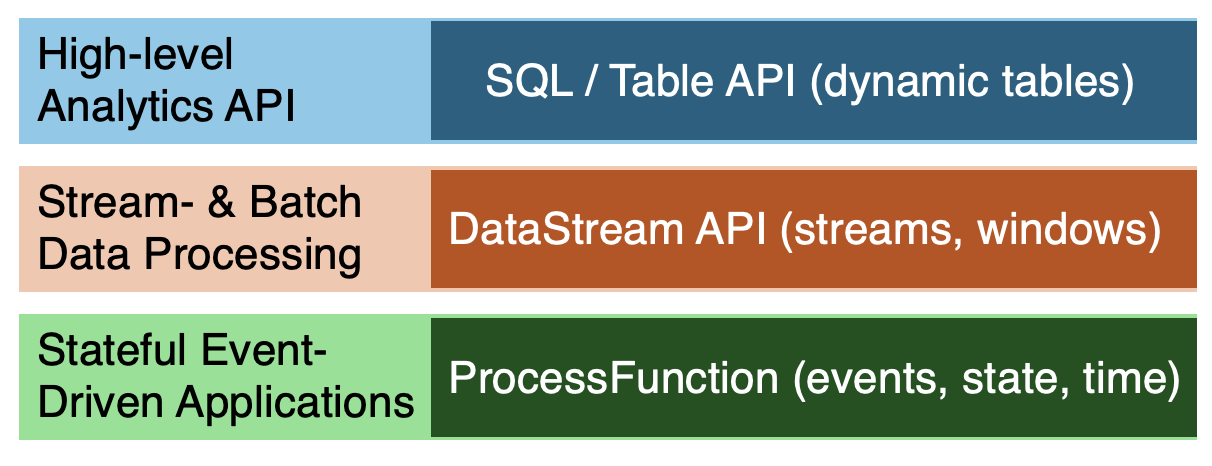 High-level
Analytics API
SQL / Table API (dynamic tables)
Stream- & Batch
Data Processing
DataStream API (streams, windows)
Stateful Event-
Driven Applications
ProcessFunction (events, state, time)